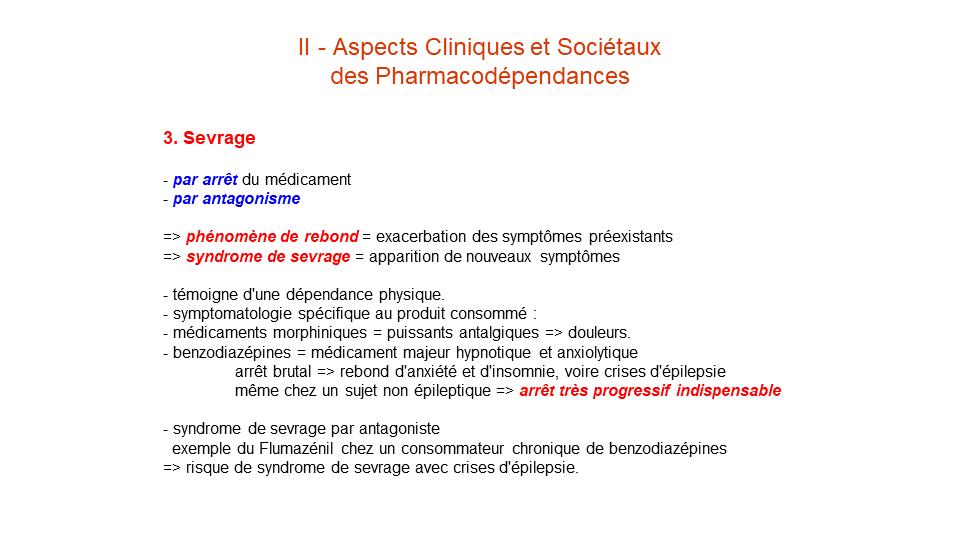 II - Aspects Cliniques et Sociétaux
des Pharmacodépendances
3. Sevrage
- par arrêt du médicament
- par antagonisme
=> phénomène de rebond = exacerbation des symptômes préexistants
=> syndrome de sevrage = apparition de nouveaux symptômes
- témoigne d'une dépendance physique.
- symptomatologie spécifique au produit consommé :
- médicaments morphiniques = puissants antalgiques => douleurs.
- benzodiazépines = médicament majeur hypnotique et anxiolytique
arrêt brutal => rebond d'anxiété et d'insomnie, voire crises d'épilepsie
même chez un sujet non épileptique => arrêt très progressif indispensable
- syndrome de sevrage par antagoniste
exemple du Flumazénil chez un consommateur chronique de benzodiazépines
=> risque de syndrome de sevrage avec crises d'épilepsie.